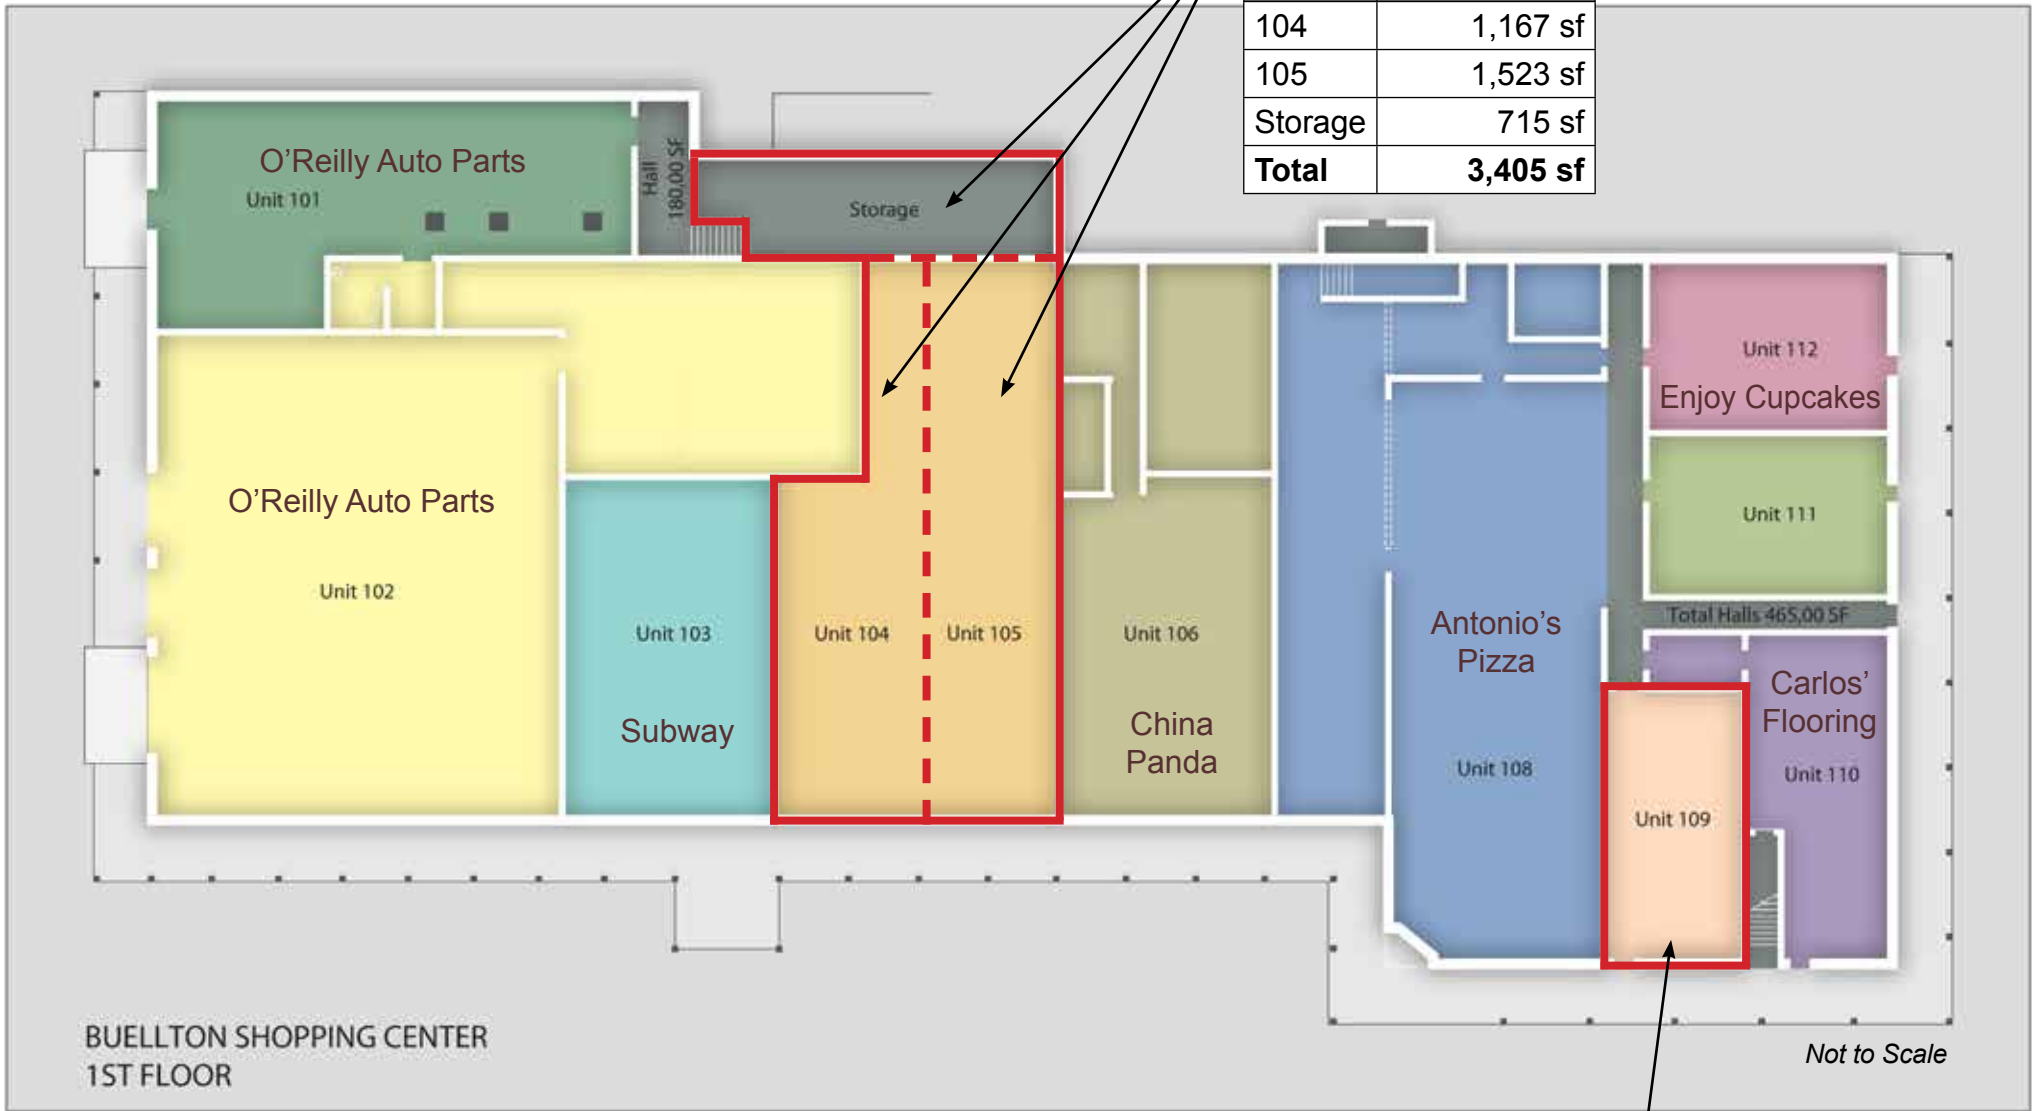 104 1,167 sf
105 1,523 sf
Storage 715 sf
Total 3,405 sf
O'Reilly Auto Parts
Unit 101
Hall
180,00 SF
Storage
Unit 112
Enjoy Cupcakes
O'Reilly Auto Parts
Unit 102
Unit 111
Total Halls 465,00 SF
Unit 103
Subway
Unit 104
Unit 105
Unit 106
China
Panda
Antonio's
Pizza
Unit 108
Carlos'
Flooring
Unit 110
Unit 109
BUELLTON SHOPPING CENTER
1ST FLOOR
Not to Scale